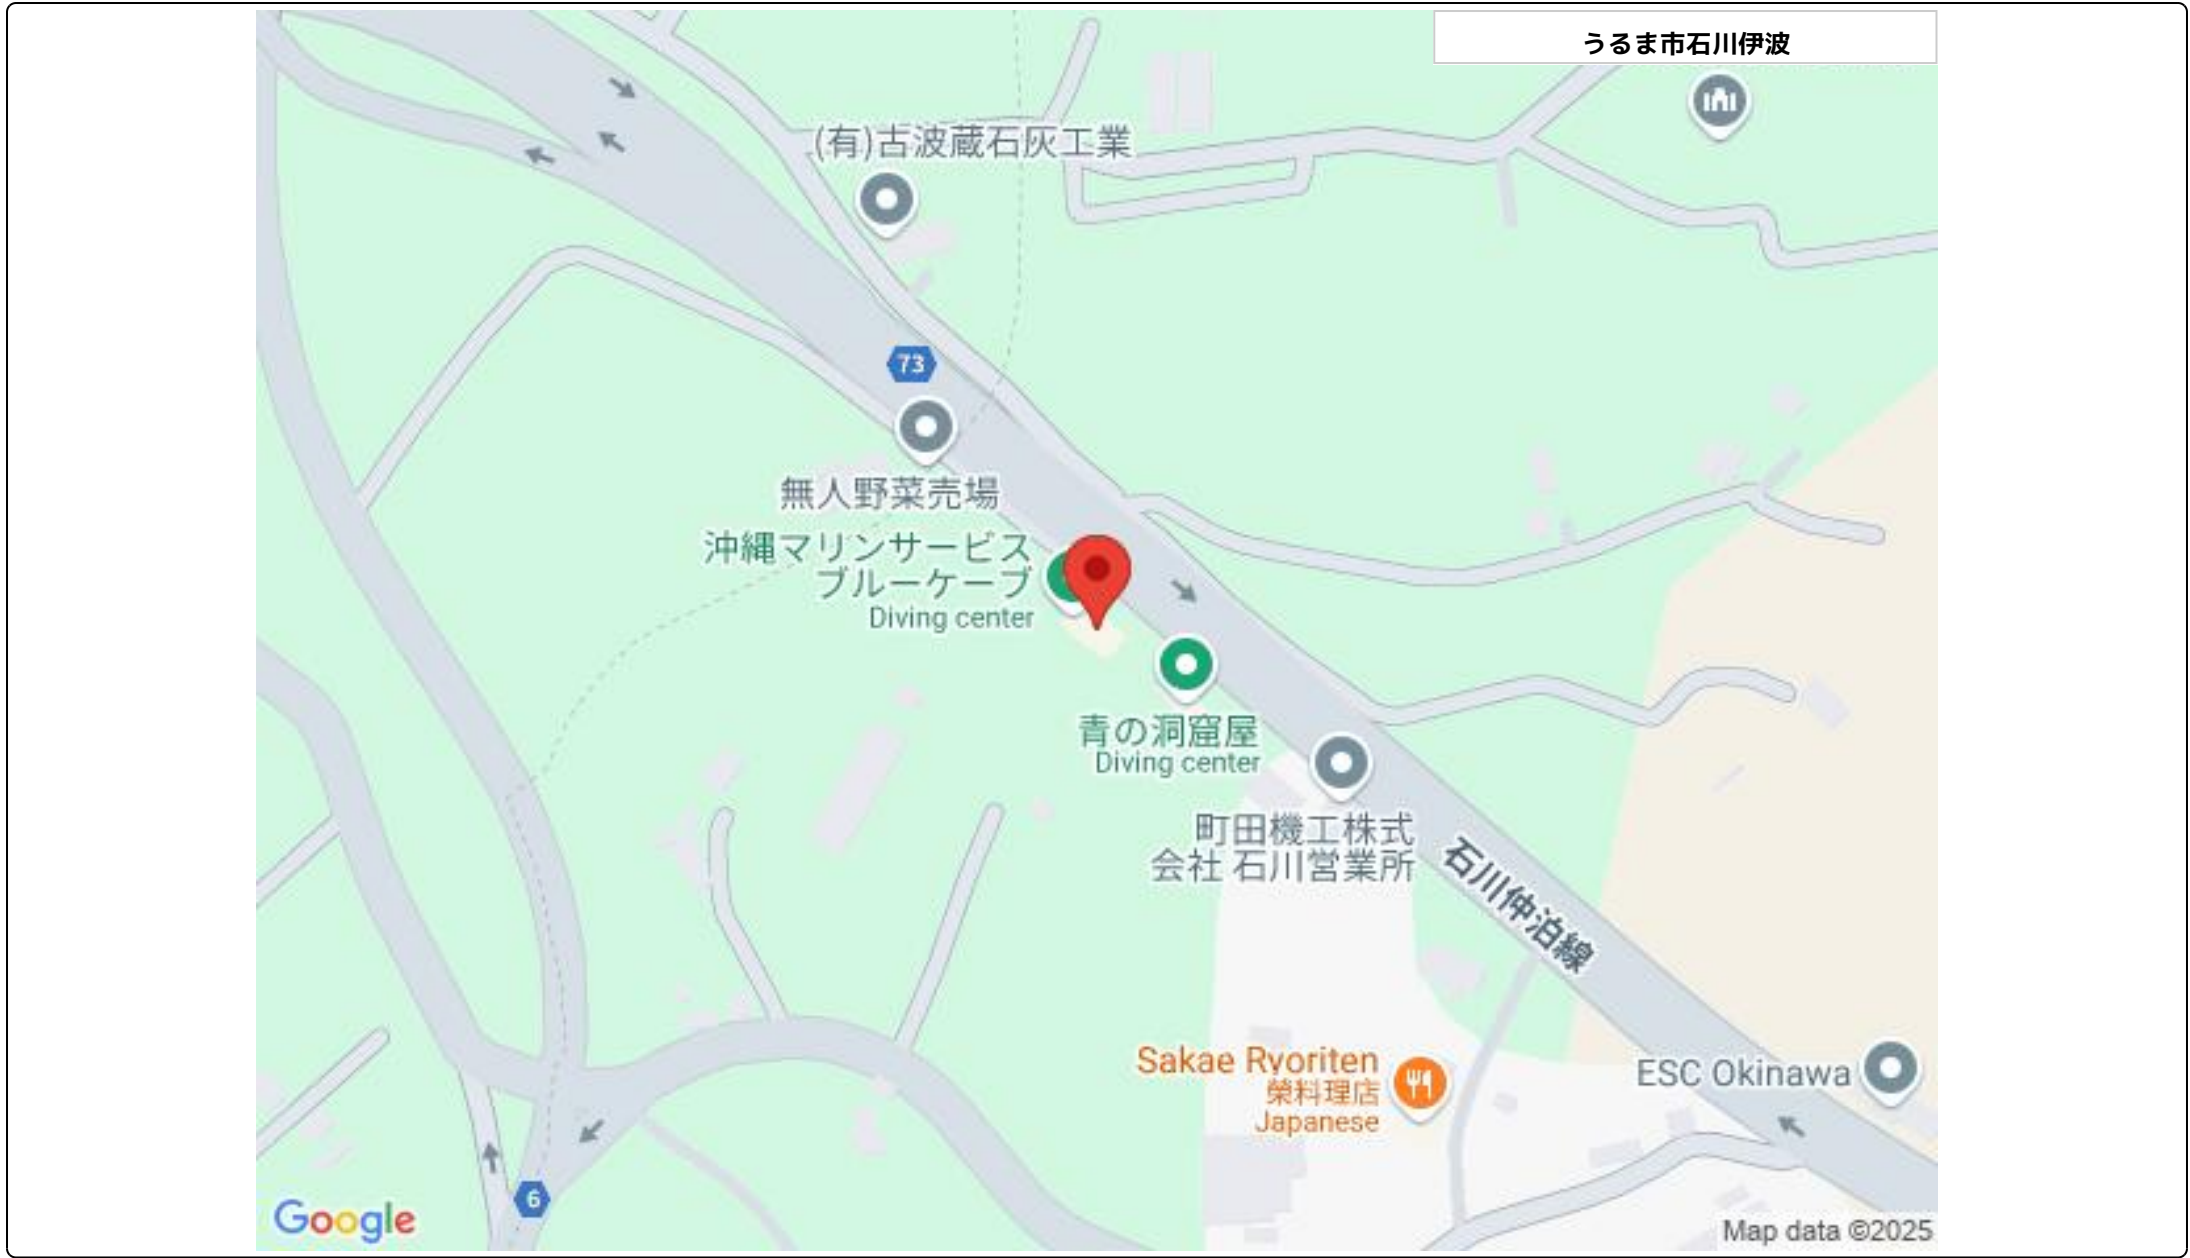 うるま市石川伊波
(有)古波蔵石灰工業
73
無人野菜売場
沖縄マリンサービス
ブルーケーブ
Diving center
青の洞窟屋
Diving center
町田機工株式
会社 石川営業所
石川仲泊線
Sakae Ryoriten
榮料理店
Japanese
ESC Okinawa
6
Google
Map data ©2025